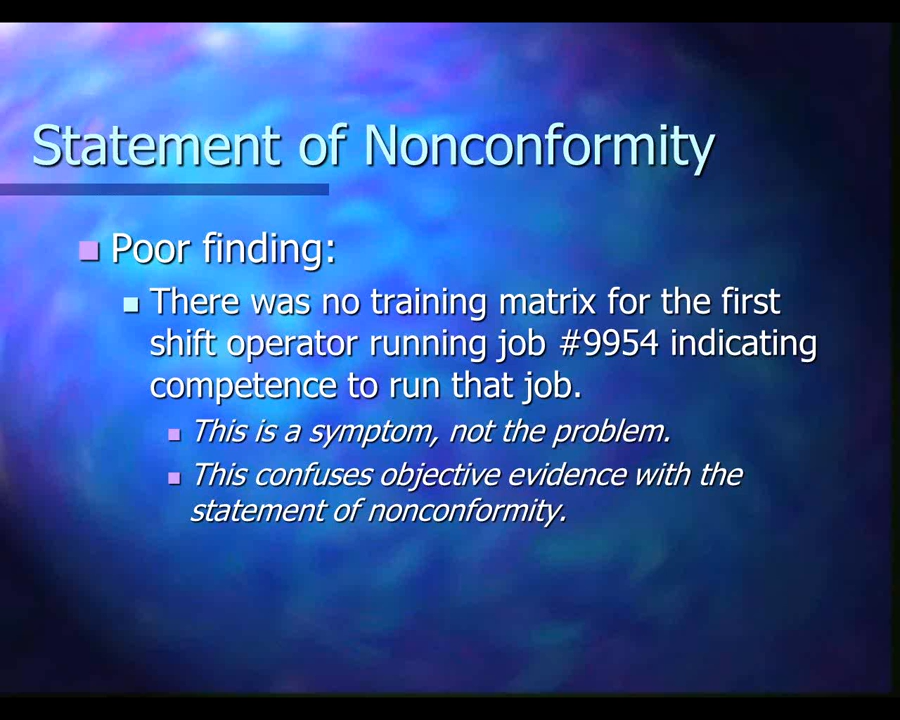 Statement of Nonconformity
Poor finding:
There was no training matrix for the first
shift operator running job #9954 indicating
competence to run that job.
This is a symptom, not the problem.
This confuses objective evidence with the
statement of nonconformity.